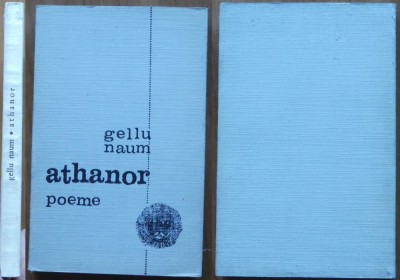 gellu naum • athanor
gellu
naum
athanor
poeme